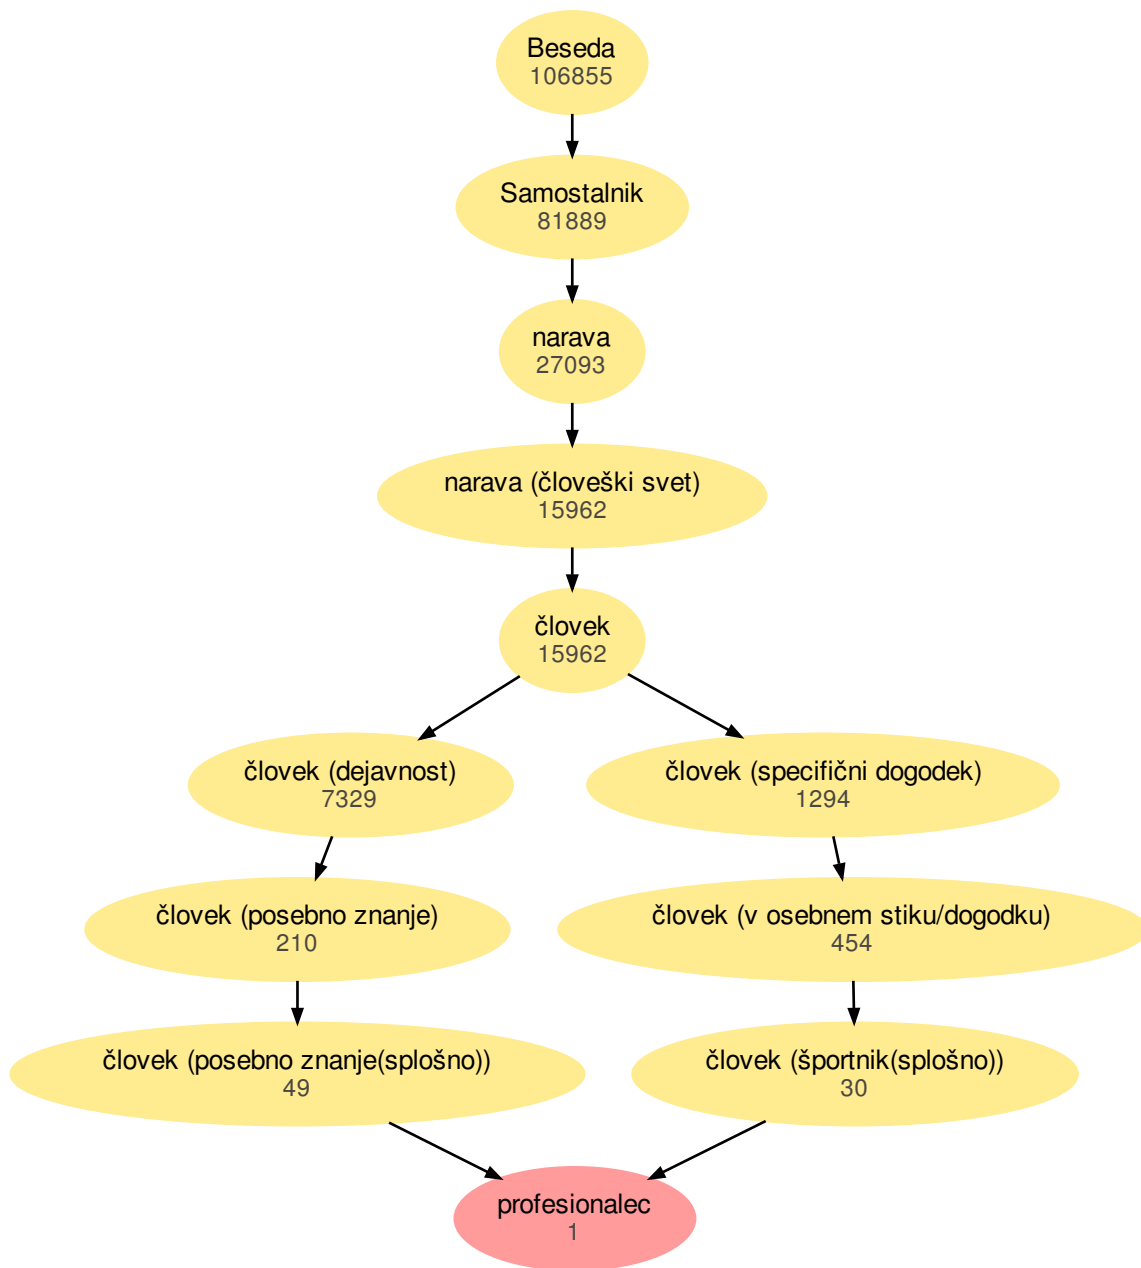 Beseda
106855
Samostalnik
81889
narava
27093
narava (človeški svet)
15962
človek
15962
človek (dejavnost)
7329
človek (specifični dogodek)
1294
človek (posebno znanje)
210
človek (v osebnem stiku/dogodku)
454
človek (posebno znanje(splošno))
49
človek (športnik(splošno))
30
profesionalec
1